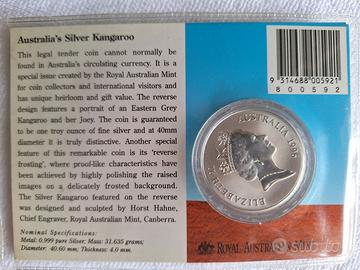 Australia's Silver Kangaroo
This legal tender coin cannot normally be
found in Australia's circulating currency. It is a
special issue created by the Royal Australian Mint
for coin collectors and international visitors and
has unique heirloom and gift value. The reverse
design features a portrait of an Eastern Grey
Kangaroo and her Joey. The coin is guaranteed
to be one troy ounce of fine silver and at 40mm
diameter it is truly distinctive. Another special
feature of this remarkable coin is its 'reverse
frosting', where proof-like characteristics have
been achieved by highly polishing the raised
images on a delicately frosted background.
The Silver Kangaroo featured on the reverse
was designed and sculpted by Horst Hahne,
Chief Engraver, Royal Australian Mint, Canberra.
Nominal Specifications:
Metal: 0.999 pure silver; Mass: 31.635 grams;
Diameter: 40.60 mm; Thickness: 4.0 mm.
9 314688 005921
800592
ELIZABETH II
AUSTRALIA
ROYAL AUSTRALIAN MINT